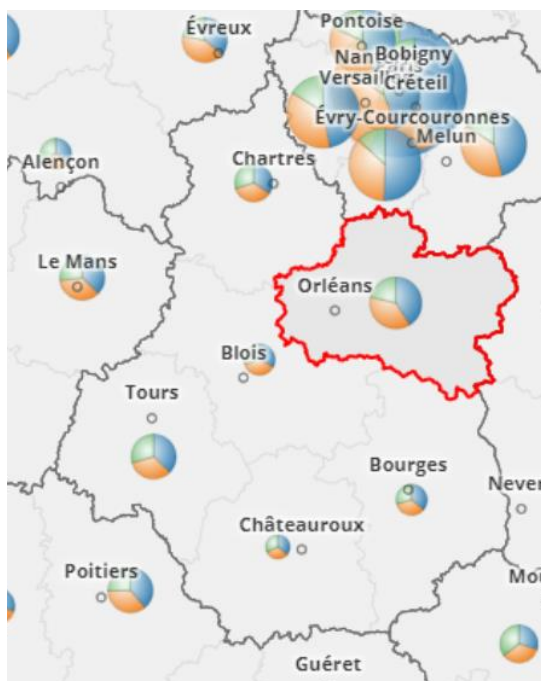 Évreux
Pontoise
Nan
Bobigny
Versail
Créteil
Évry-Courcouronnes
Melun
Alençon
Chartres
Le Mans
Orléans
Blois
Tours
Bourges
Never
Châteauroux
Poitiers
Mou
Guéret